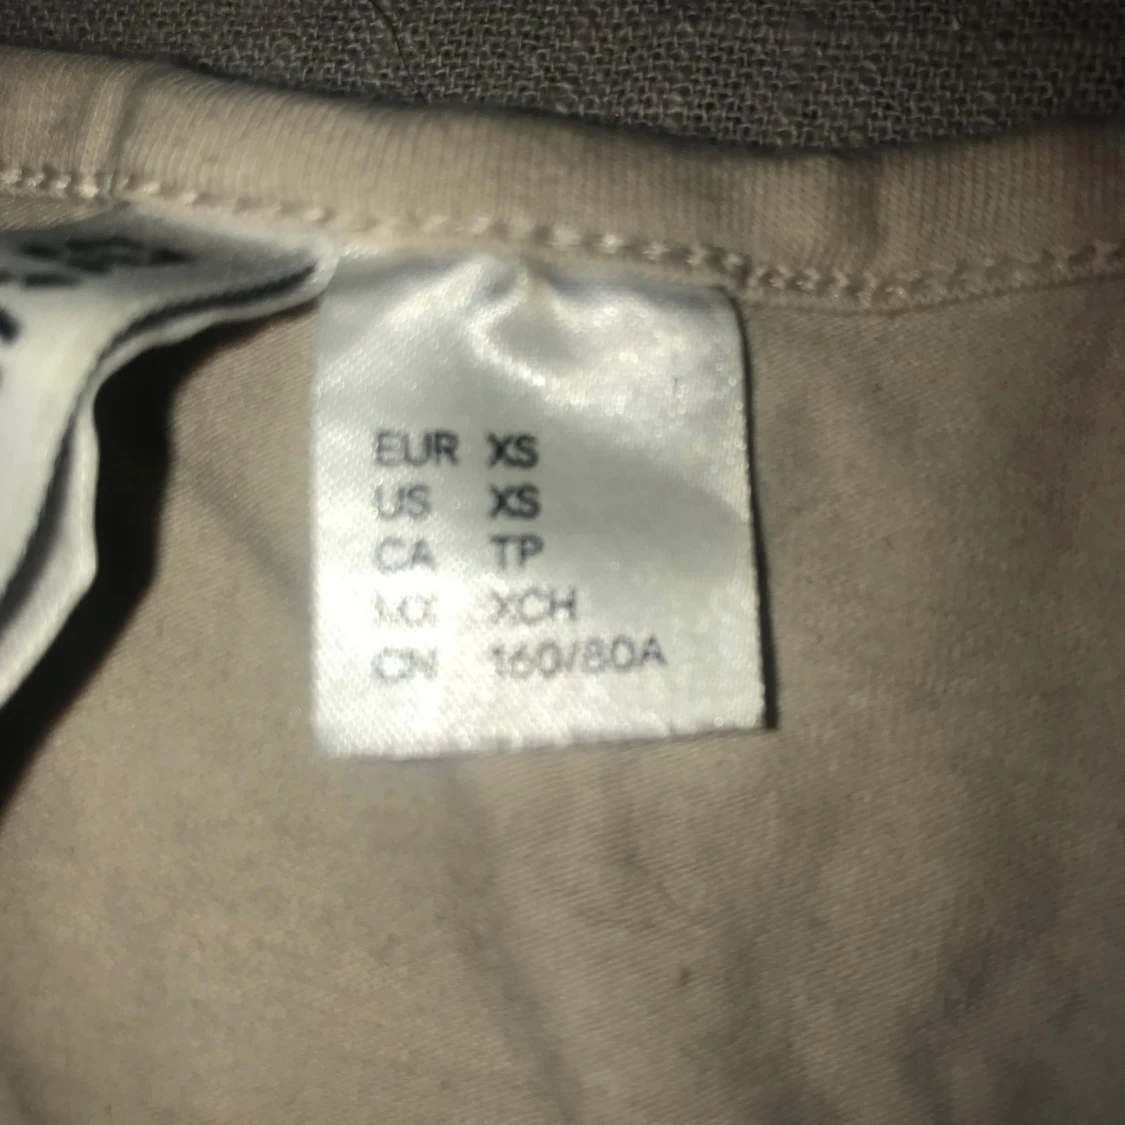 EUR XS
US XS
CA TP
MX XCH
CN 160/80A